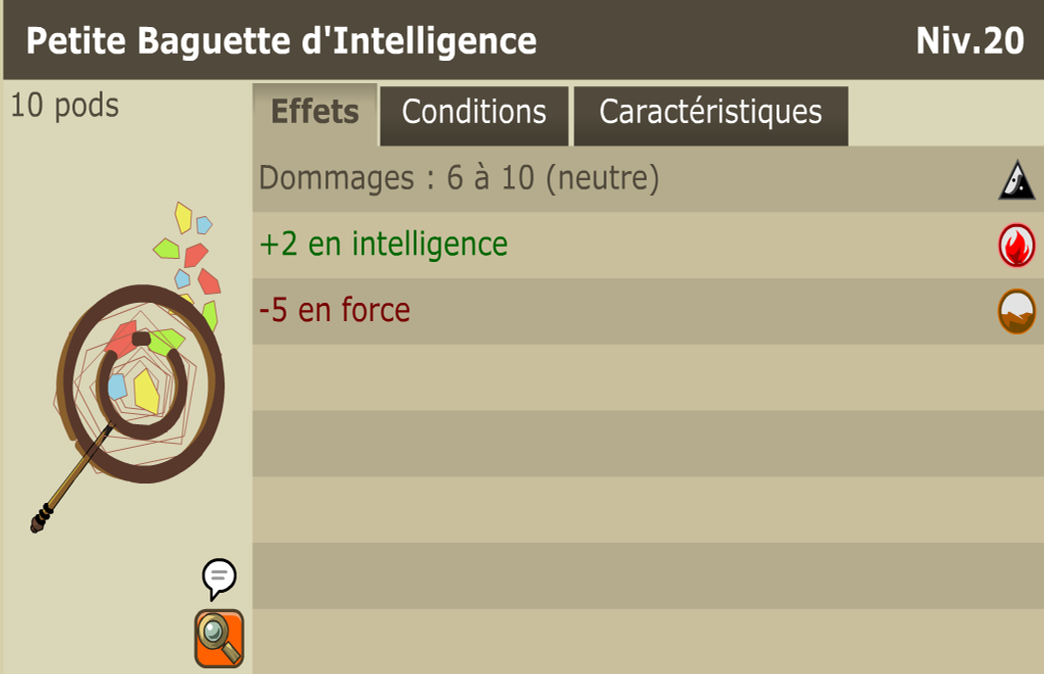 Petite Baguette d'Intelligence
Niv.20
10 pods
Effets
Conditions
Caractéristiques
Dommages : 6 à 10 (neutre)
+2 en intelligence
-5 en force